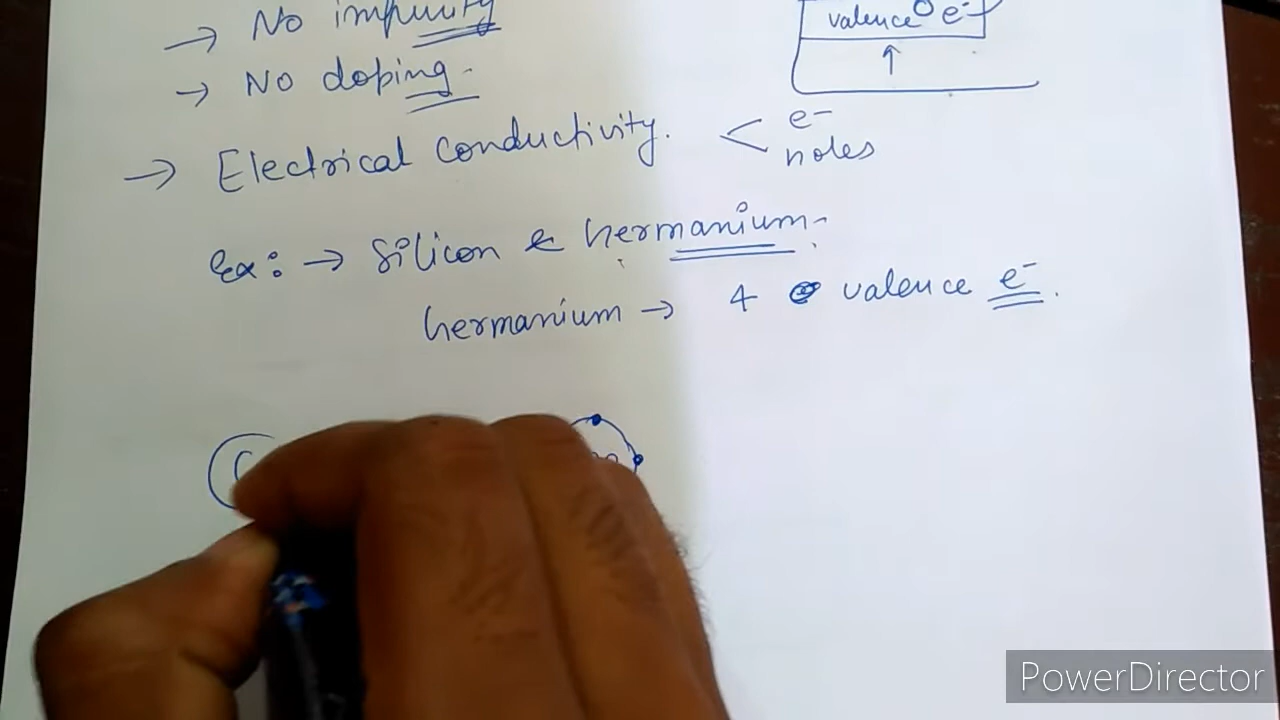 → No impurity
→ No doping.
valence e-
→ Electrical conductivity. < e-
holes
Ex: → Silicon & Germanium.
Germanium → 4 valence e-.
PowerDirector